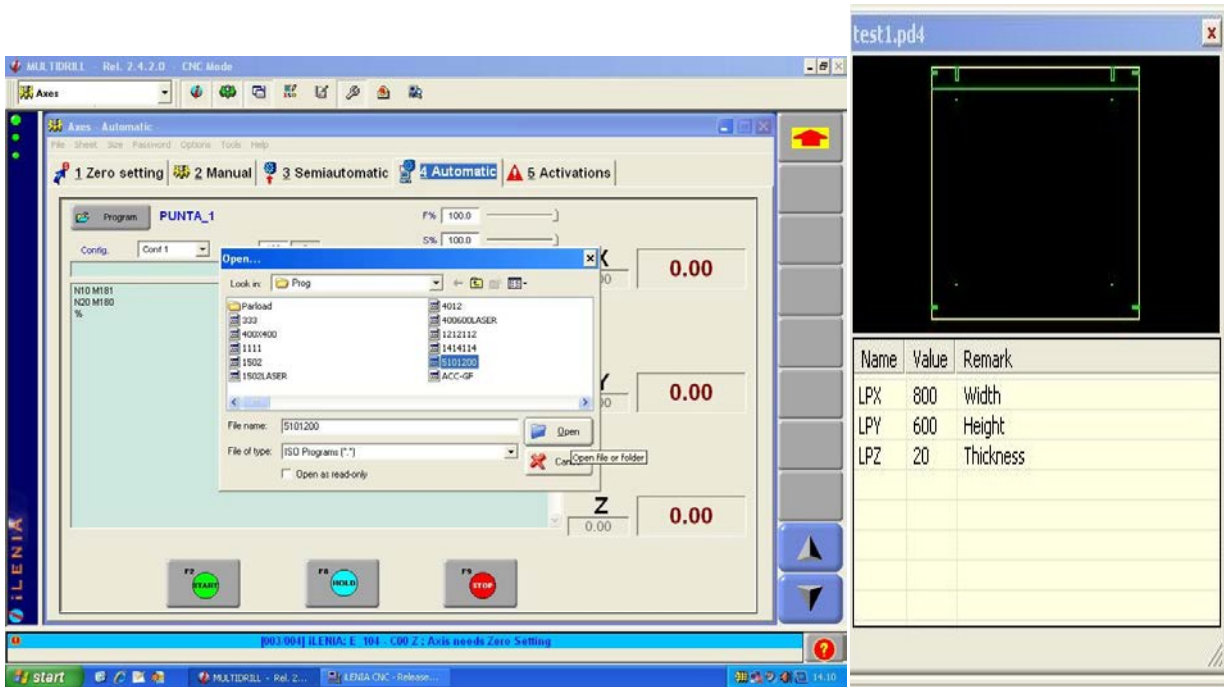 MULTIDRILL - Rel. 2.4.2.0 - CNC Mode
Axes
Axes - Automatic
File Sheet Size Password Options Tools Help
1 Zero setting
2 Manual
3 Semiautomatic
4 Automatic
5 Activations
Program
PUNTA_1
F% 100.0
Config. Conf 1
S% 100.0
N10 M181
N20 M180
%
Open...
Look in: Prog
Parload
333
400X400
1111
1502
1502LASER
4012
400600LASER
1212112
1414114
5101200
ACC-GF
File name: 5101200
Open
File of type: ISO Programs (*.*)
Open file or folder
Open as read-only
0.00
0.00
Z
0.00
0.00
F2
START
F8
HOLD
F9
STOP
iLENIA
[003/004] ILENIA: E_104 - C00 Z : Axis needs Zero Setting
start
MULTIDRILL - Rel. 2...
ILENIA CNC - Release...
14.10
test1.pd4
Name Value Remark
LPX 800 Width
LPY 600 Height
LPZ 20 Thickness